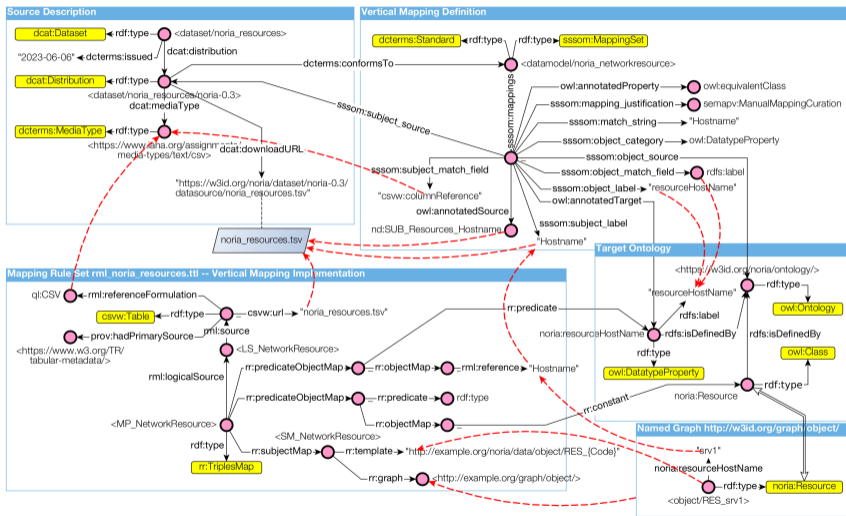 Source Description
dcat:Dataset
rdf:type
<dataset/noria_resources>
"2023-06-06"
dcterms:issued
dcat:distribution
dcat:Distribution
rdf:type
<dataset/noria_resources/noria-0.3>
dcat:mediaType
dcterms:MediaType
rdf:type
<https://www.iana.org/assignments/
media-types/text/csv>
dcat:downloadURL
"https://w3id.org/noria/dataset/noria-0.3/
datasource/noria_resources.tsv"
noria_resources.tsv
Vertical Mapping Definition
dcterms:Standard
rdf:type
rdf:type
sssom:MappingSet
dcterms:conformsTo
<datamodel/noria_networkresource>
sssom:mappings
sssom:subject_source
owl:annotatedProperty
owl:equivalentClass
sssom:mapping_justification
semapv:ManualMappingCuration
sssom:match_string
"Hostname"
sssom:object_category
owl:DatatypeProperty
sssom:object_source
sssom:subject_match_field
sssom:object_match_field
rdfs:label
"csvw:columnReference"
sssom:object_label
"resourceHostName"
owl:annotatedTarget
owl:annotatedSource
nd:SUB_Resources_Hostname
sssom:subject_label
"Hostname"
Target Ontology
<https://w3id.org/noria/ontology/>
"resourceHostName"
rdf:type
owl:Ontology
rdfs:label
noria:resourceHostName
rdfs:isDefinedBy
rdfs:isDefinedBy
rdf:type
owl:DatatypeProperty
owl:Class
rdf:type
noria:Resource
Mapping Rule Set rml_noria_resources.ttl -- Vertical Mapping Implementation
ql:CSV
rml:referenceFormulation
csvw:Table
rdf:type
csvw:url
"noria_resources.tsv"
prov:hadPrimarySource
rml:source
<https://www.w3.org/TR/
tabular-metadata/>
<LS_NetworkResource>
rml:logicalSource
rr:predicate
rr:predicateObjectMap
rr:objectMap
rml:reference
"Hostname"
rr:predicateObjectMap
rr:predicate
rdf:type
rr:objectMap
rr:constant
<MP_NetworkResource>
rdf:type
rr:TriplesMap
<SM_NetworkResource>
rr:subjectMap
rr:template
"http://example.org/noria/data/object/RES_{Code}"
rr:graph
<http://example.org/graph/object/>
Named Graph http://w3id.org/graph/object/
"srv1"
noria:resourceHostName
rdf:type
noria:Resource
<object/RES_srv1>